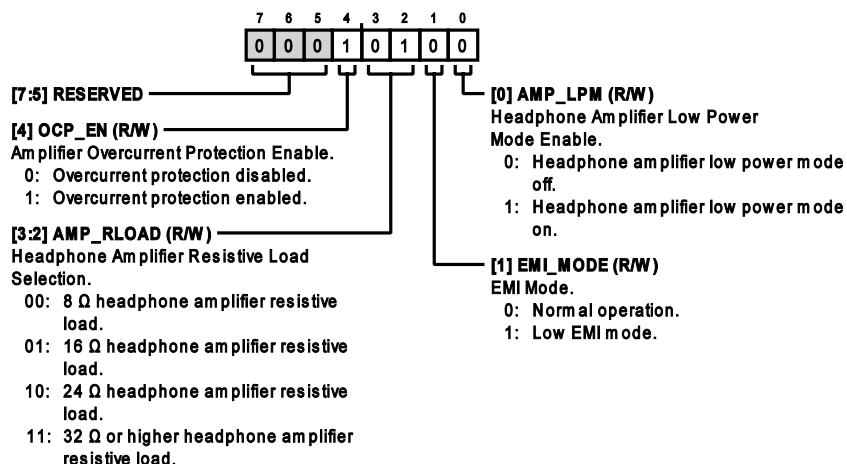 7 6 5 4 3 2 1 0
0 0 0 1 0 1 0 0
[7:5] RESERVED
[4] OCP_EN (R/W)
Amplifier Overcurrent Protection Enable.
0: Overcurrent protection disabled.
1: Overcurrent protection enabled.
[3:2] AMP_RLOAD (R/W)
Headphone Amplifier Resistive Load
Selection.
00: 8 Ω headphone amplifier resistive
load.
01: 16 Ω headphone amplifier resistive
load.
10: 24 Ω headphone amplifier resistive
load.
11: 32 Ω or higher headphone amplifier
resistive load.
[0] AMP_LPM (R/W)
Headphone Amplifier Low Power
Mode Enable.
0: Headphone amplifier low power mode
off.
1: Headphone amplifier low power mode
on.
[1] EMI_MODE (R/W)
EMI Mode.
0: Normal operation.
1: Low EMI mode.